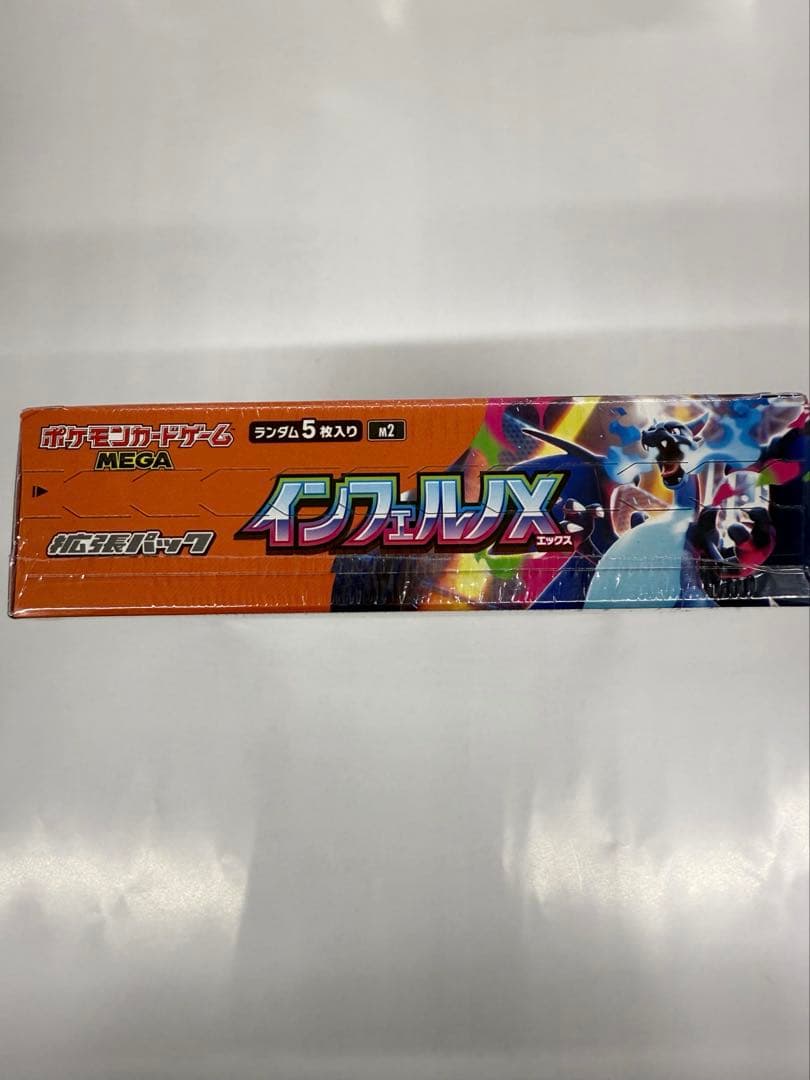 ポケモンカードゲーム
MEGA
ランダム5枚入り
M2
拡張パック
インフェルノX
エックス